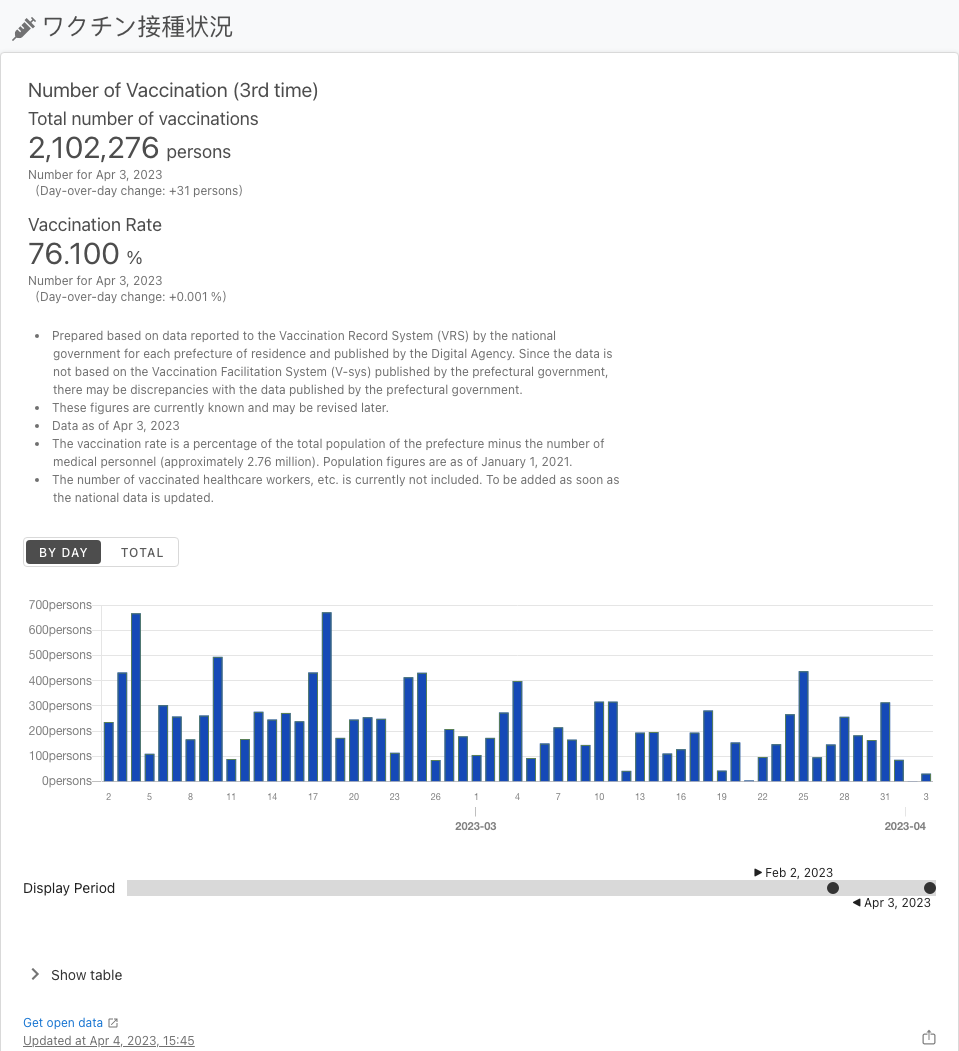 ワクチン接種状況
Number of Vaccination (3rd time)
Total number of vaccinations
2,102,276 persons
Number for Apr 3, 2023
(Day-over-day change: +31 persons)
Vaccination Rate
76.100 %
Number for Apr 3, 2023
(Day-over-day change: +0.001 %)
• Prepared based on data reported to the Vaccination Record System (VRS) by the national
government for each prefecture of residence and published by the Digital Agency. Since the data is
not based on the Vaccination Facilitation System (V-sys) published by the prefectural government,
there may be discrepancies with the data published by the prefectural government.
• These figures are currently known and may be revised later.
• Data as of Apr 3, 2023
• The vaccination rate is a percentage of the total population of the prefecture minus the number of
medical personnel (approximately 2.76 million). Population figures are as of January 1, 2021.
• The number of vaccinated healthcare workers, etc. is currently not included. To be added as soon as
the national data is updated.
BY DAY TOTAL
700persons
600persons
500persons
400persons
300persons
200persons
100persons
0persons
2 5 8 11 14 17 20 23 26 1 4 7 10 13 16 19 22 25 28 31 3
2023-03 2023-04
Feb 2, 2023
Display Period
Apr 3, 2023
Show table
Get open data
Updated at Apr 4, 2023, 15:45